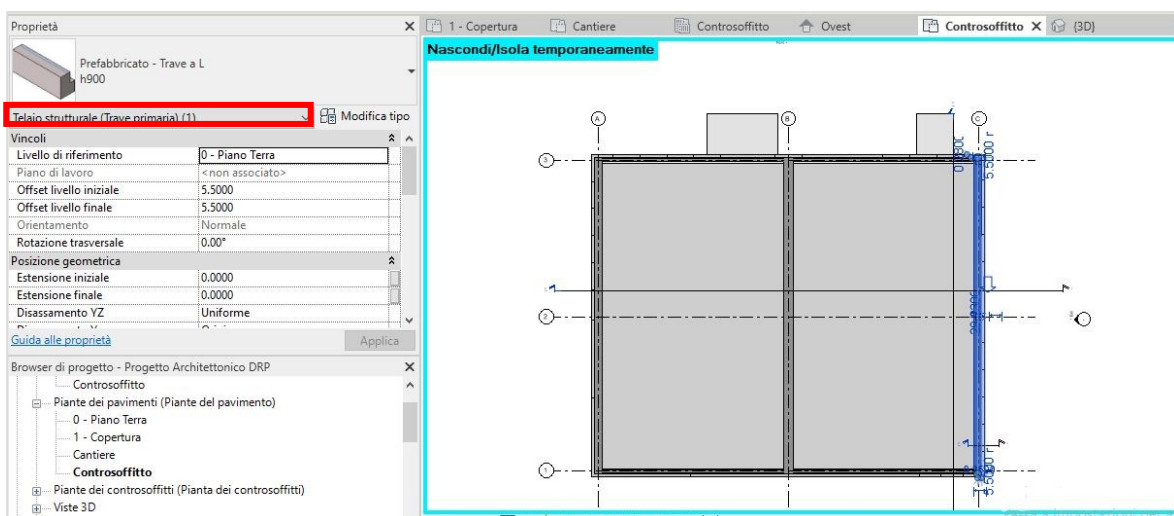 Proprietà
1 - Copertura
Cantiere
Controsoffitto
Ovest
Controsoffitto
{3D}
Prefabbricato - Trave a L
h900
Telaio strutturale (Trave primaria) (1)
Modifica tipo
Vincoli
Livello di riferimento 0 - Piano Terra
Piano di lavoro <non associato>
Offset livello iniziale 5.5000
Offset livello finale 5.5000
Orientamento Normale
Rotazione trasversale 0.00°
Posizione geometrica
Estensione iniziale 0.0000
Estensione finale 0.0000
Disassamento YZ Uniforme
Guida alle proprietà
Applica
Browser di progetto - Progetto Architettonico DRP
Controsoffitto
Piante dei pavimenti (Piante del pavimento)
0 - Piano Terra
1 - Copertura
Cantiere
Controsoffitto
Piante dei controsoffitti (Pianta dei controsoffitti)
Viste 3D
Nascondi/Isola temporaneamente
A
B
C
3
2
1
5.5000
5.5000